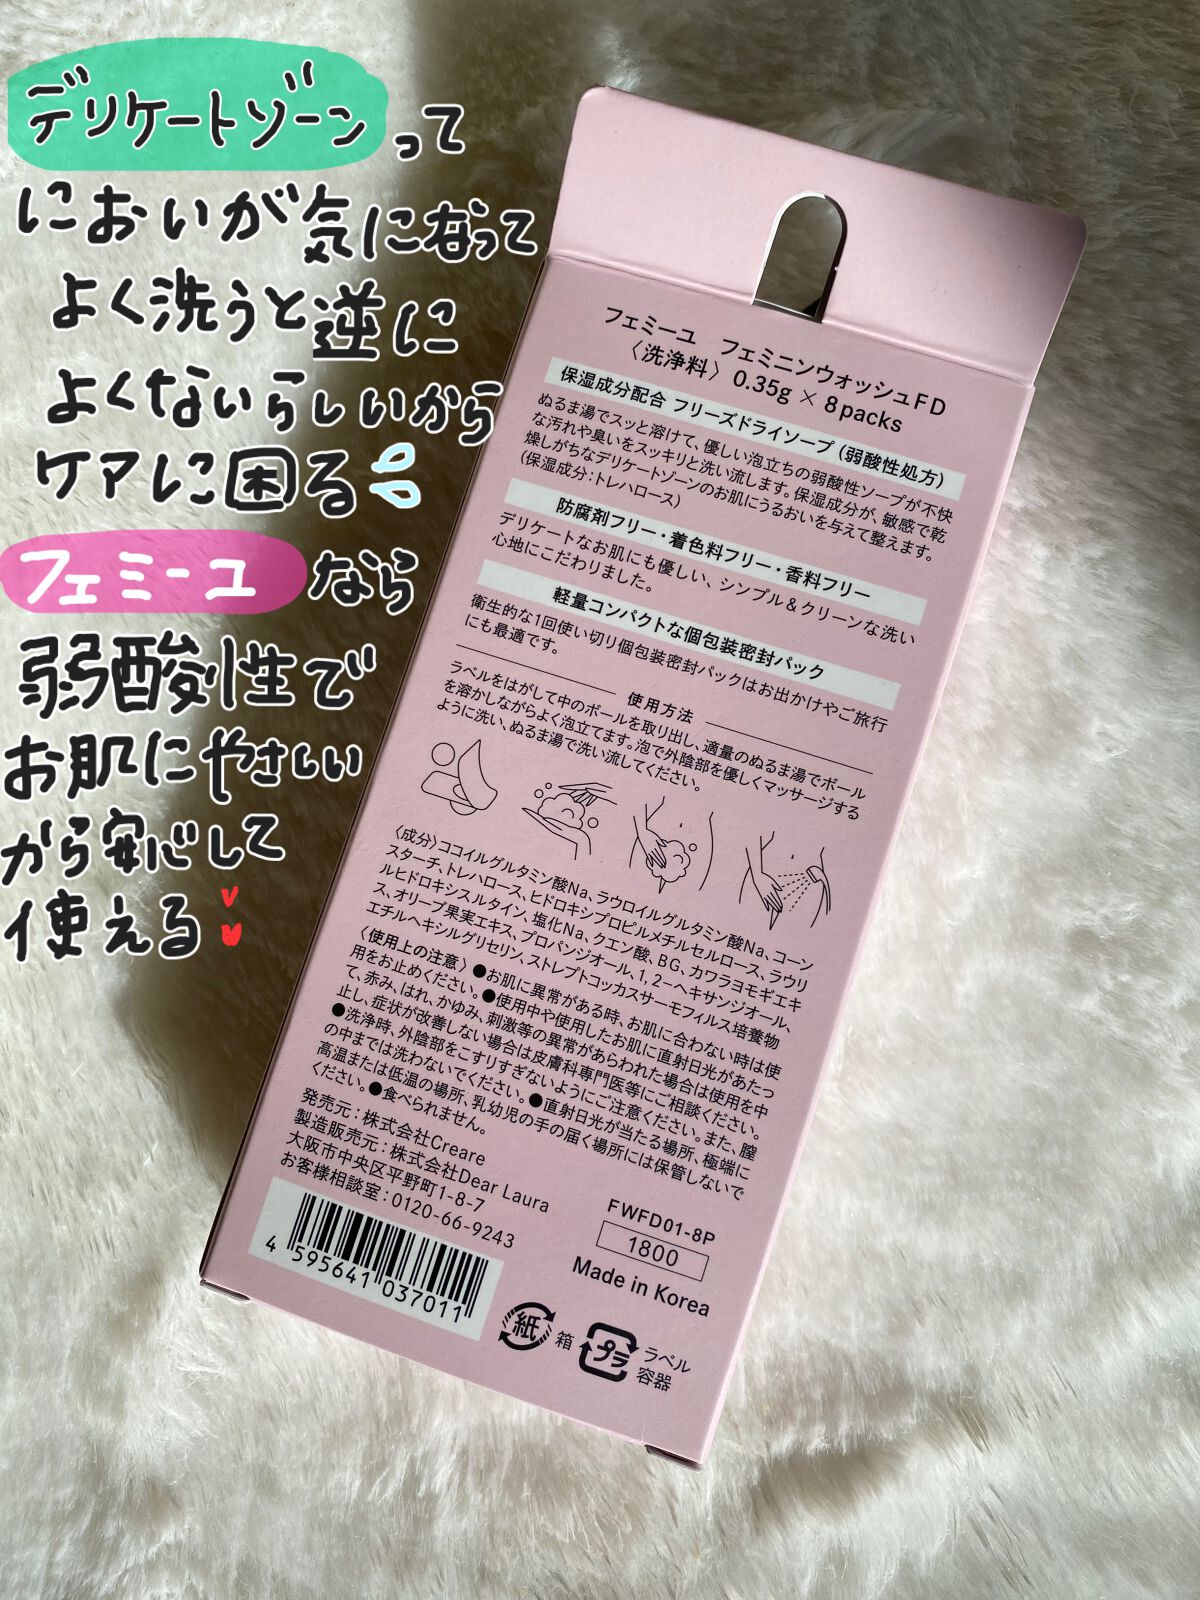 デリケートゾーンって
においが気になって
よく洗うと逆に
よくないらしいから
ケアに困る
フェミーユなら
弱酸性で
お肌にやさしい
から安心して
使える
フェミーユ フェミニンウォッシュFD
〈洗浄料〉 0.35g × 8packs
保湿成分配合 フリーズドライソープ(弱酸性処方)
ぬるま湯でスッと溶けて、優しい泡立ちの弱酸性ソープが不快
な汚れや臭いをスッキリと洗い流します。保湿成分が、敏感で乾
燥しがちなデリケートゾーンのお肌にうるおいを与えて整えます。
(保湿成分:トレハロース)
防腐剤フリー・着色料フリー・香料フリー
デリケートなお肌にも優しい、シンプル&クリーンな洗い
心地にこだわりました。
軽量コンパクトな個包装密封パック
衛生的な1回使い切り個包装密封パックはお出かけやご旅行
にも最適です。
使用方法
ラベルをはがして中のボールを取り出し、適量のぬるま湯でボール
を溶かしながらよく泡立てます。泡で外陰部を優しくマッサージする
ように洗い、ぬるま湯で洗い流してください。
〈成分〉ココイルグルタミン酸Na、ラウロイルグルタミン酸Na、コーン
スターチ、トレハロース、ヒドロキシプロピルメチルセルロース、ラウリ
ルヒドロキシスルタイン、塩化Na、クエン酸、BG、カワラヨモギエキ
ス、オリーブ果実エキス、プロパンジオール、1,2-ヘキサンジオール、
エチルヘキシルグリセリン、ストレプトコッカスサーモフィルス培養物
〈使用上の注意〉●お肌に異常がある時、お肌に合わない時は使
用をお止めください。●使用中や使用したお肌に直射日光があたっ
て、赤み、はれ、かゆみ、刺激等の異常があらわれた場合は使用を中
止し、症状が改善しない場合は皮膚科専門医等にご相談ください。
●洗浄時、外陰部をこすりすぎないようにご注意ください。また、膣
の中までは洗わないでください。●直射日光が当たる場所、極端に
高温または低温の場所、乳幼児の手の届く場所には保管しないで
ください。●食べられません。
発売元:株式会社Creare
製造販売元:株式会社Dear Laura
大阪市中央区平野町1-8-7
お客様相談室:0120-66-9243
FWFD01-8P
1800
Made in Korea
4 595641 037011
紙 箱
プラ ラベル
容器